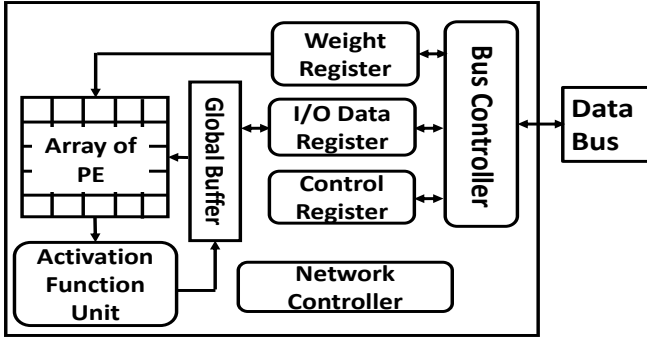 Weight
Register
Bus Controller
Global Buffer
I/O Data
Register
Data
Bus
Array of
PE
Control
Register
Activation
Function
Unit
Network
Controller